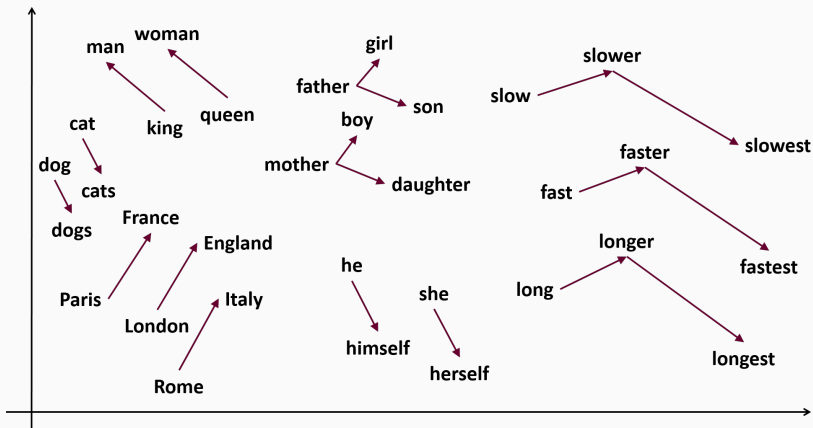 man
woman
king
queen
cat
dog
cats
dogs
France
England
Paris
Italy
London
Rome
girl
father
son
boy
mother
daughter
he
she
himself
herself
slower
slow
slowest
faster
fast
fastest
longer
long
longest